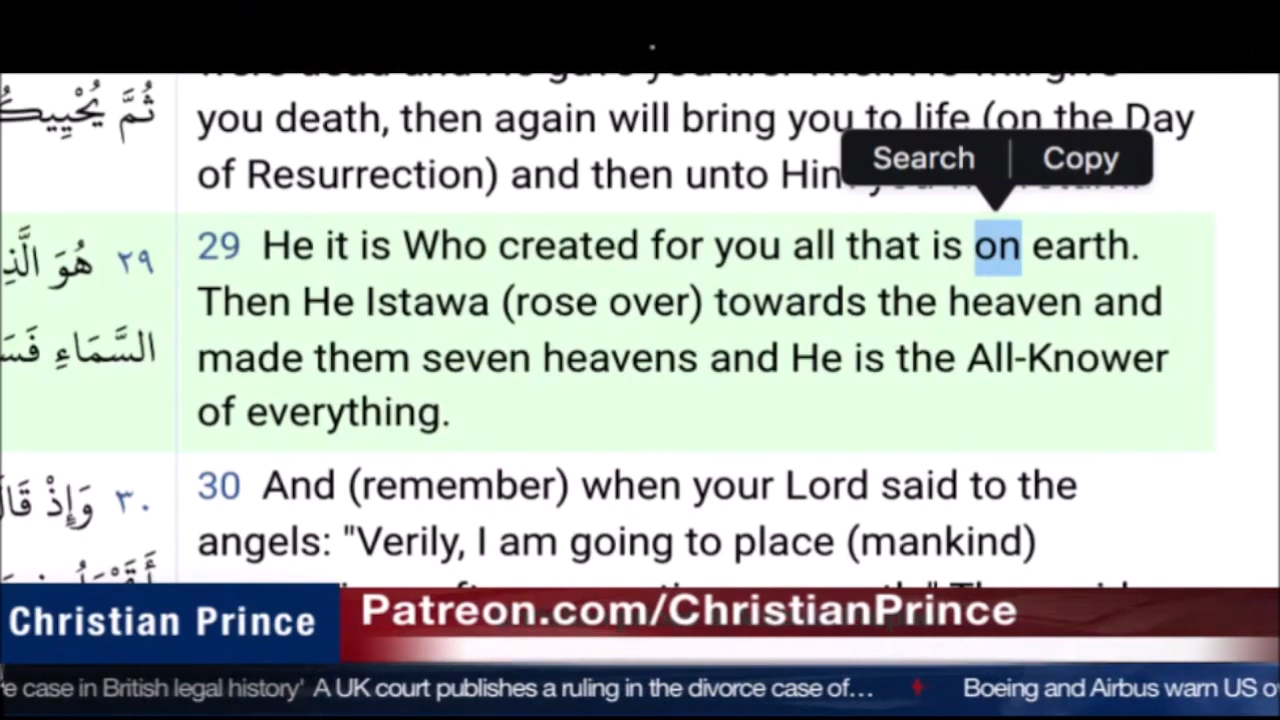 you death, then again will bring you to life (on the Day
of Resurrection) and then unto Him
Search Copy
ثُمَّ يُحْيِيكُ
29 He it is Who created for you all that is on earth.
Then He Istawa (rose over) towards the heaven and
made them seven heavens and He is the All-Knower
of everything.
٢٩ هُوَ الَّذِ
السَّمَاءِ فَسَ
30 And (remember) when your Lord said to the
angels: "Verily, I am going to place (mankind)
٣٠ وَإِذْ قَالَ
Christian Prince
Patreon.com/ChristianPrince
e case in British legal history' A UK court publishes a ruling in the divorce case of... Boeing and Airbus warn US o